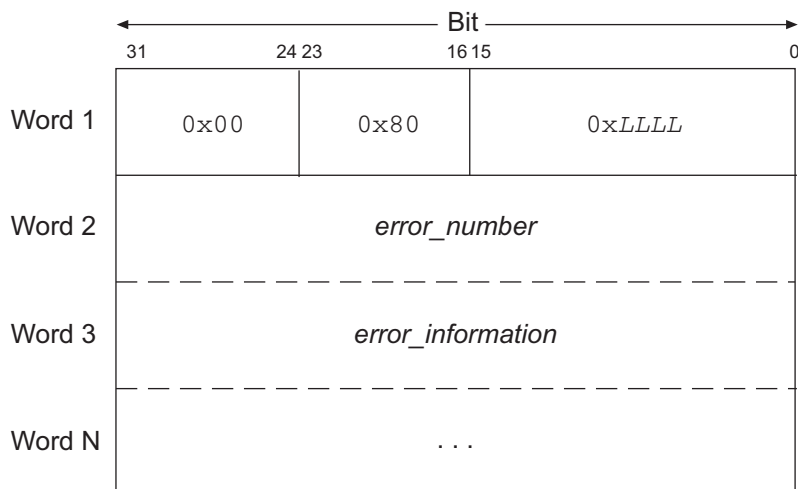 Bit
31 24 23 16 15 0
Word 1 0x00 0x80 0xLLLL
Word 2 error_number
Word 3 error_information
Word N ...